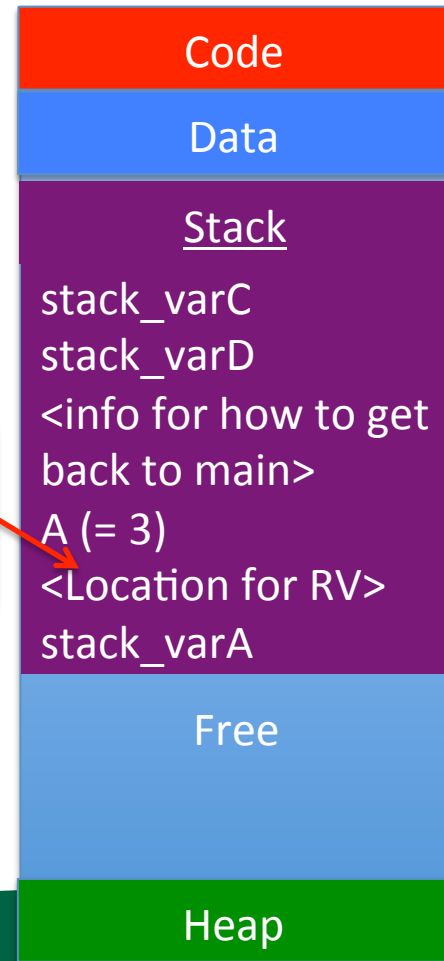 Code
Data
Stack
stack_varC
stack_varD
<info for how to get
back to main>
A (= 3)
<Location for RV>
stack_varA
Free
Heap